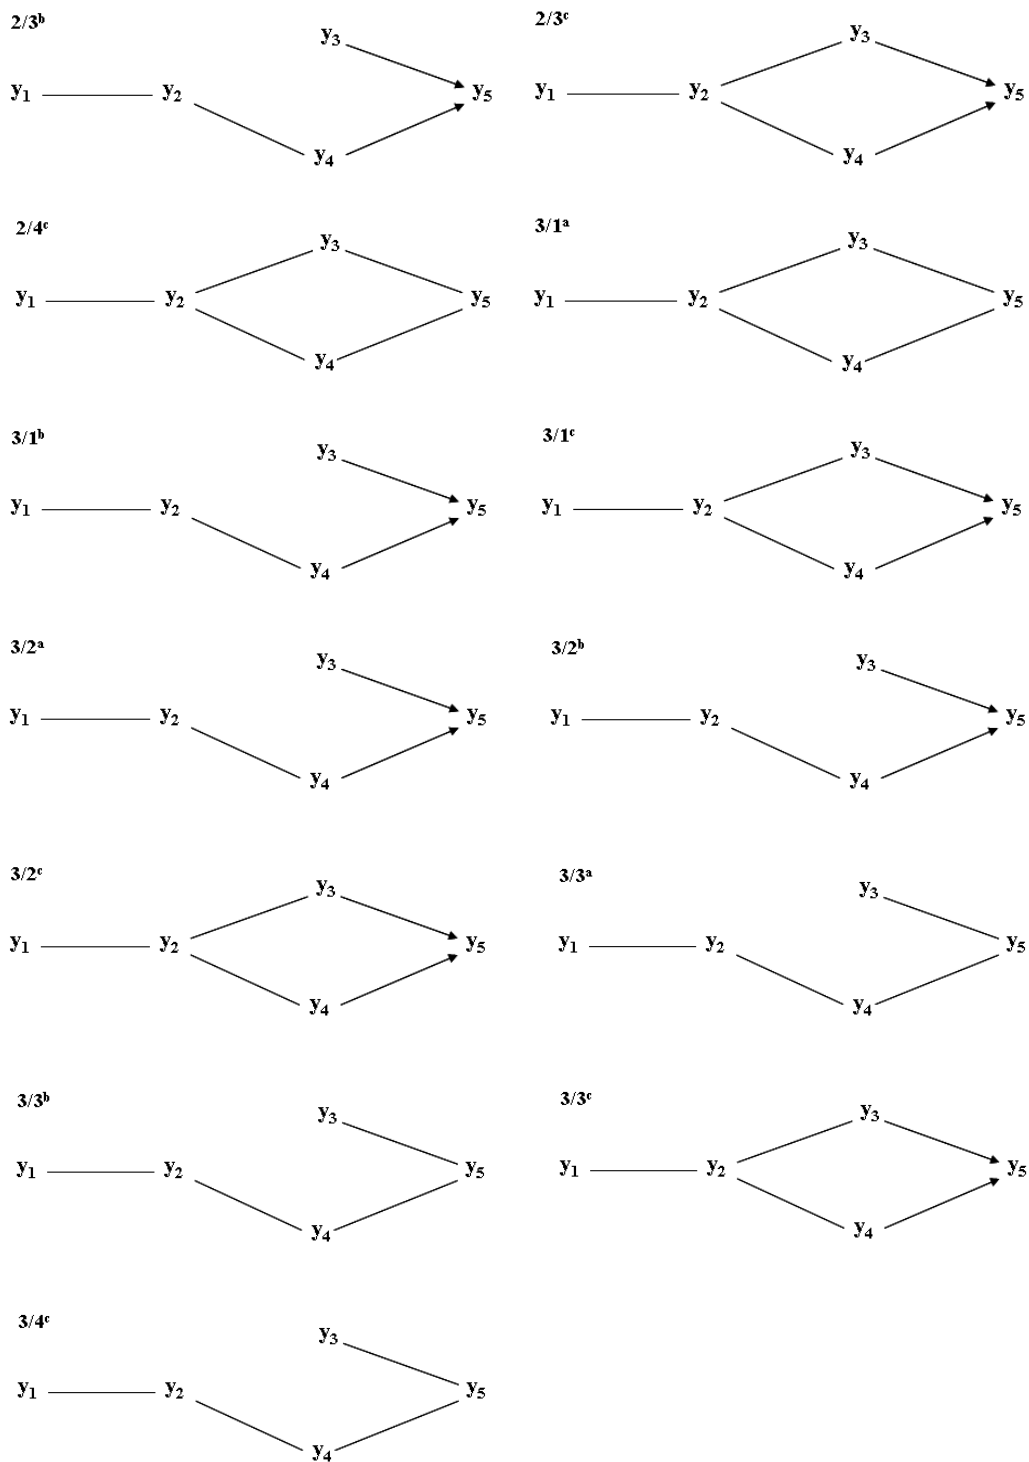 2/3ᵇ
y₃
y₁ y₂ y₅
y₄
2/3ᶜ
y₃
y₁ y₂ y₅
y₄
2/4ᶜ
y₃
y₁ y₂ y₅
y₄
3/1ᵃ
y₃
y₁ y₂ y₅
y₄
3/1ᵇ
y₃
y₁ y₂ y₅
y₄
3/1ᶜ
y₃
y₁ y₂ y₅
y₄
3/2ᵃ
y₃
y₁ y₂ y₅
y₄
3/2ᵇ
y₃
y₁ y₂ y₅
y₄
3/2ᶜ
y₃
y₁ y₂ y₅
y₄
3/3ᵃ
y₃
y₁ y₂ y₅
y₄
3/3ᵇ
y₃
y₁ y₂ y₅
y₄
3/3ᶜ
y₃
y₁ y₂ y₅
y₄
3/4ᶜ
y₃
y₁ y₂ y₅
y₄